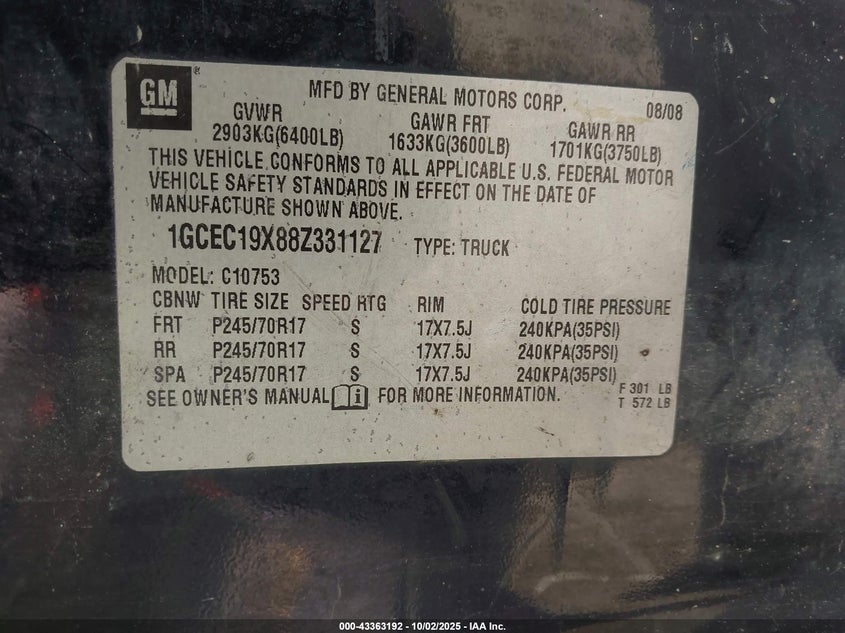 GM ®
MFD BY GENERAL MOTORS CORP. 08/08
GVWR GAWR FRT GAWR RR
2903KG(6400LB) 1633KG(3600LB) 1701KG(3750LB)
THIS VEHICLE CONFORMS TO ALL APPLICABLE U.S. FEDERAL MOTOR
VEHICLE SAFETY STANDARDS IN EFFECT ON THE DATE OF
MANUFACTURE SHOWN ABOVE.
1GCEC19X88Z331127 TYPE: TRUCK
MODEL: C10753
CBNW TIRE SIZE SPEED RTG RIM COLD TIRE PRESSURE
FRT P245/70R17 S 17X7.5J 240KPA(35PSI)
RR P245/70R17 S 17X7.5J 240KPA(35PSI)
SPA P245/70R17 S 17X7.5J 240KPA(35PSI)
SEE OWNER'S MANUAL i FOR MORE INFORMATION. F 301 LB
T 572 LB
000-43363192 - 10/02/2025 - IAA Inc.